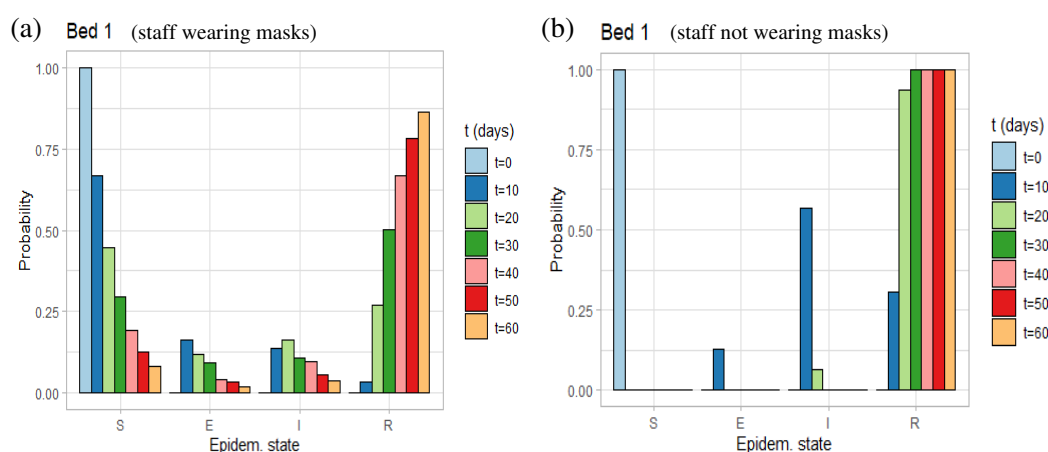 (a) Bed 1 (staff wearing masks)
Probability
1.00
0.75
0.50
0.25
0.00
S E I R
Epidem. state
t (days)
t=0
t=10
t=20
t=30
t=40
t=50
t=60
(b) Bed 1 (staff not wearing masks)
Probability
1.00
0.75
0.50
0.25
0.00
S E I R
Epidem. state
t (days)
t=0
t=10
t=20
t=30
t=40
t=50
t=60